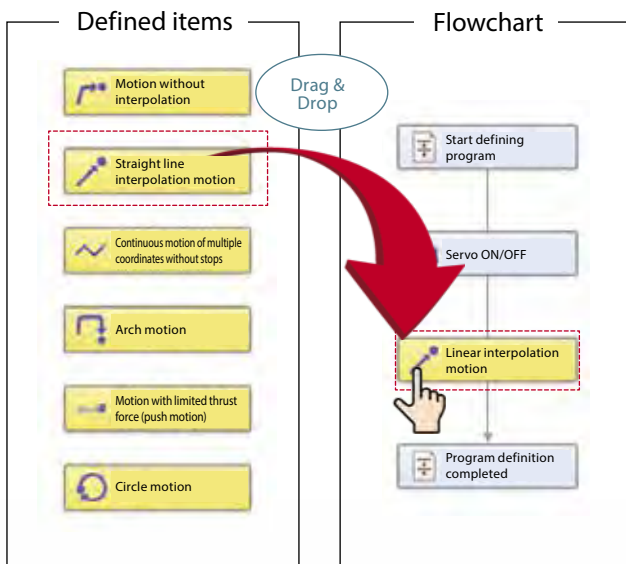 Defined items
Motion without
interpolation
Straight line
interpolation motion
Continuous motion of multiple
coordinates without stops
Arch motion
Motion with limited thrust
force (push motion)
Circle motion
Drag &
Drop
Flowchart
Start defining
program
Servo ON/OFF
Linear interpolation
motion
Program definition
completed